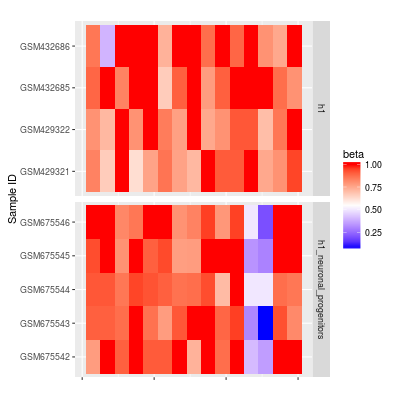 GSM432686
GSM432685
GSM429322
GSM429321
h1
GSM675546
GSM675545
GSM675544
GSM675543
GSM675542
h1_neuronal_progenitors
Sample ID
beta
1.00
0.75
0.50
0.25